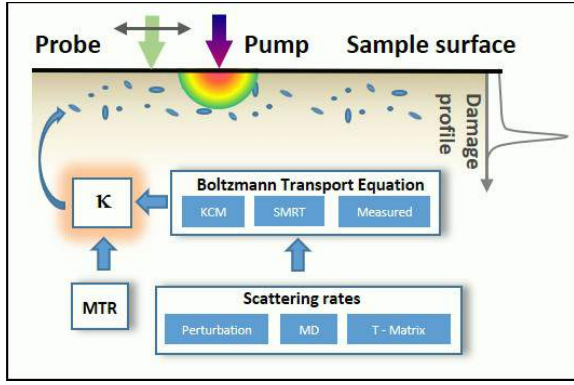 Probe
Pump
Sample surface
Damage
profile
Boltzmann Transport Equation
KCM
SMRT
Measured
κ
MTR
Scattering rates
Perturbation
MD
T - Matrix